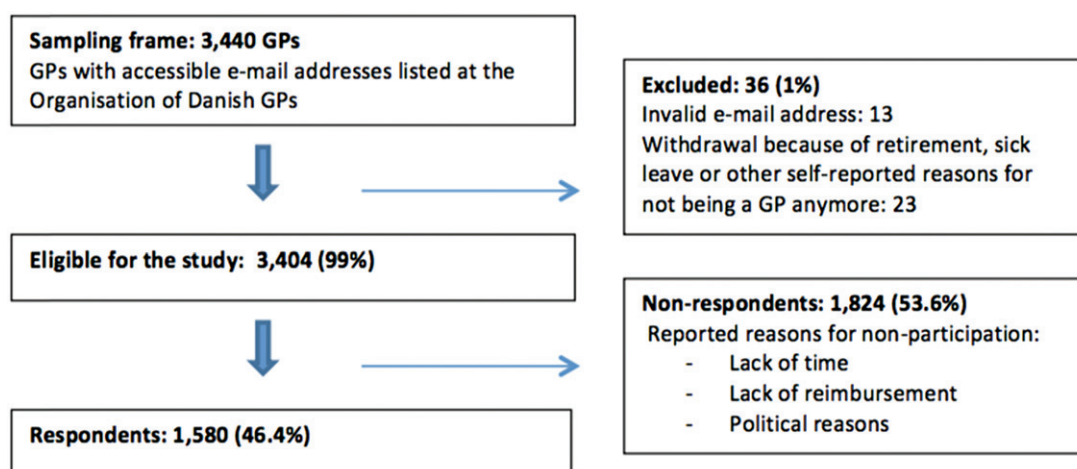 Sampling frame: 3,440 GPs
GPs with accessible e-mail addresses listed at the
Organisation of Danish GPs
Excluded: 36 (1%)
Invalid e-mail address: 13
Withdrawal because of retirement, sick
leave or other self-reported reasons for
not being a GP anymore: 23
Eligible for the study: 3,404 (99%)
Non-respondents: 1,824 (53.6%)
Reported reasons for non-participation:
- Lack of time
- Lack of reimbursement
- Political reasons
Respondents: 1,580 (46.4%)